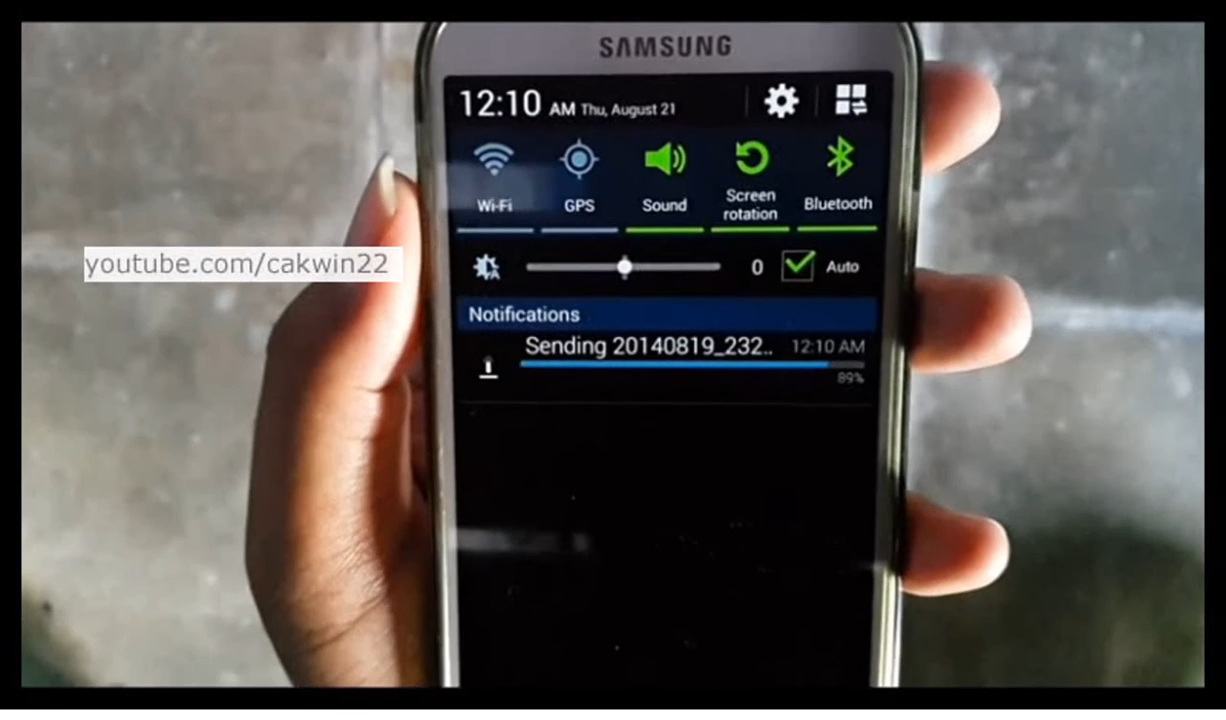 SAMSUNG
12:10 AM Thu, August 21
Wi-Fi GPS Sound Screen rotation Bluetooth
0 Auto
youtube.com/cakwin22
Notifications
Sending 20140819_232.. 12:10 AM
89%